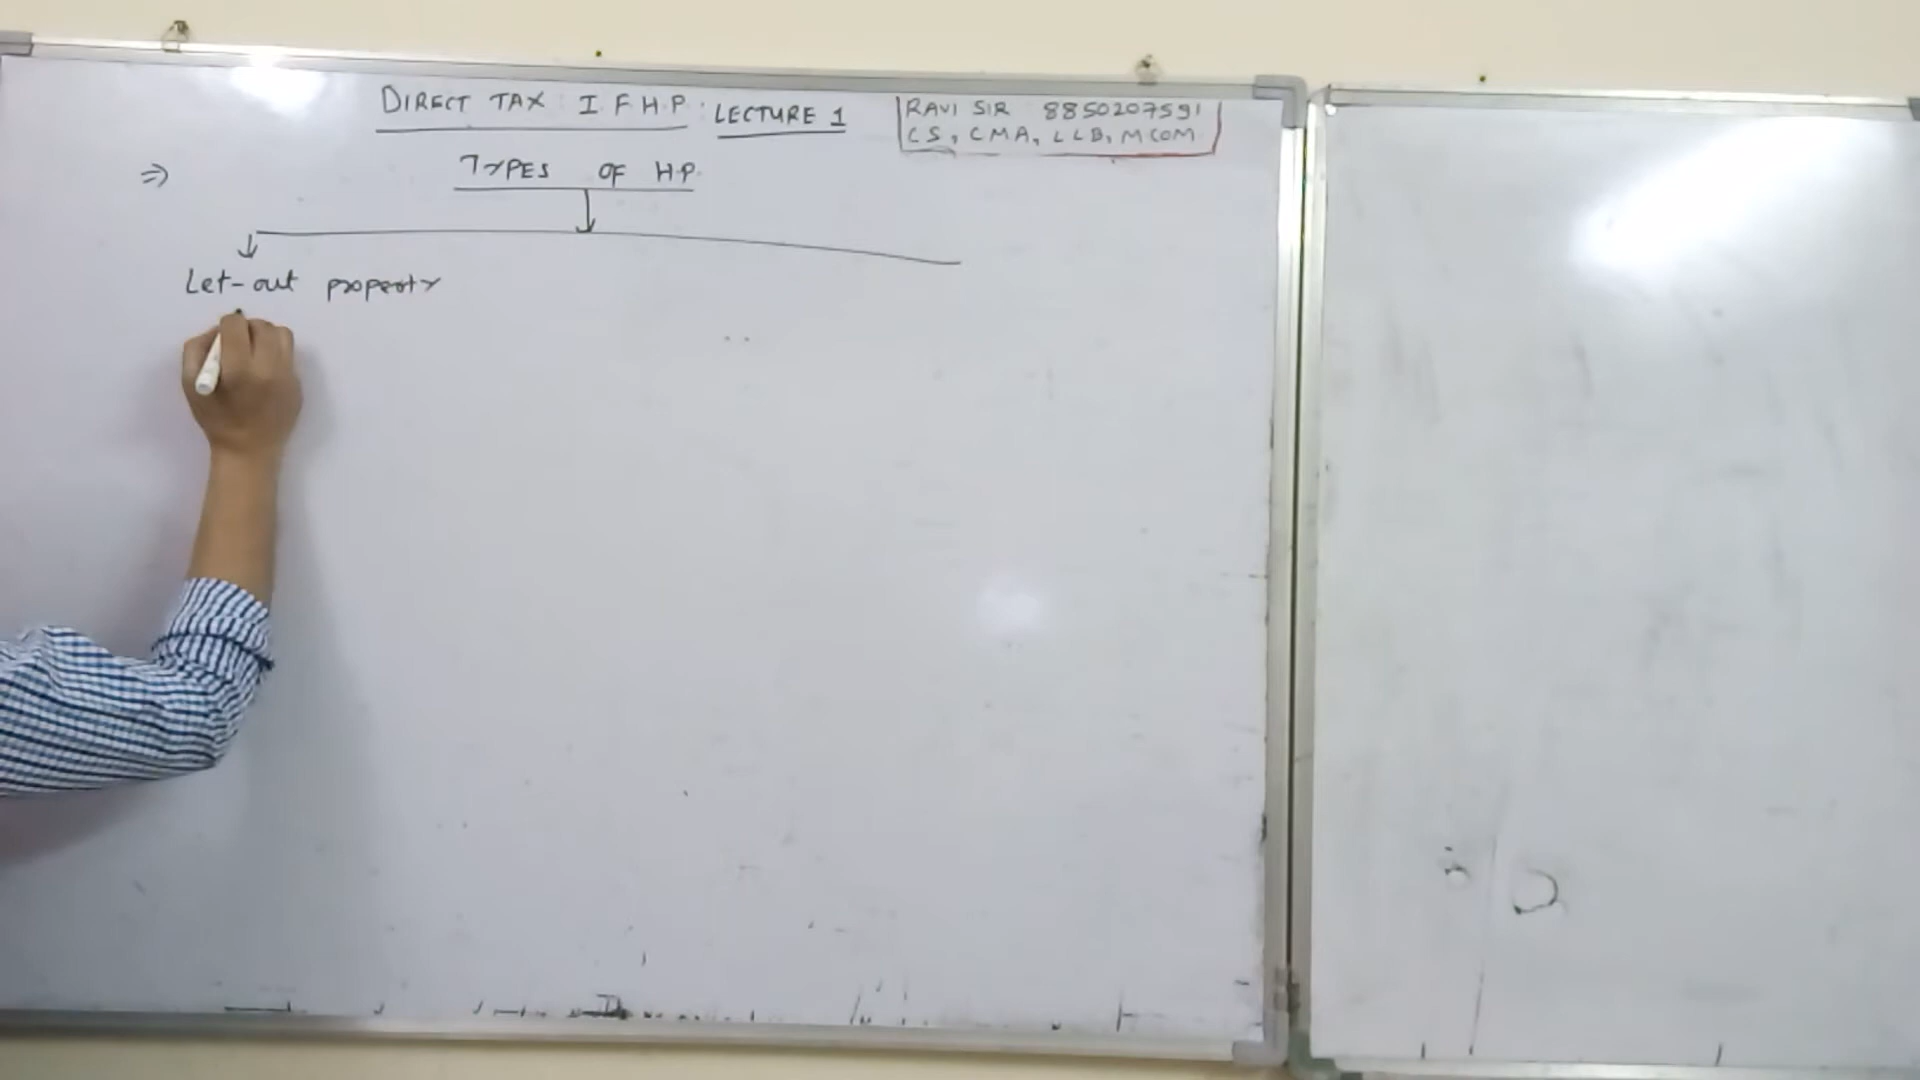 DIRECT TAX : I F H.P : LECTURE 1
RAVI SIR 8850207591
CS, CMA, LLB, MCOM
⇒ TYPES OF H.P.
Let-out property